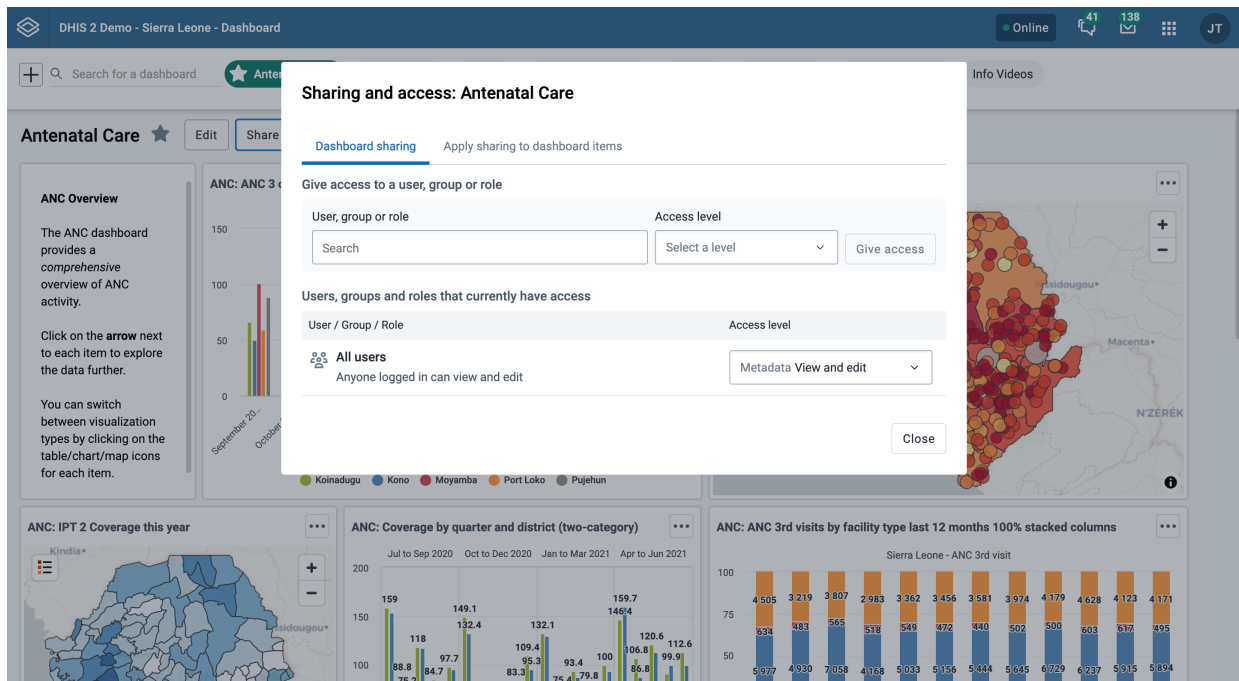 DHIS 2 Demo - Sierra Leone - Dashboard
Online
41
138
JT
Search for a dashboard
Info Videos
Antenatal Care
Edit
Share
Sharing and access: Antenatal Care
Dashboard sharing
Apply sharing to dashboard items
Give access to a user, group or role
User, group or role
Access level
Search
Select a level
Give access
Users, groups and roles that currently have access
User / Group / Role
Access level
All users
Anyone logged in can view and edit
Metadata View and edit
Close
ANC Overview
The ANC dashboard
provides a
comprehensive
overview of ANC
activity.
Click on the arrow next
to each item to explore
the data further.
You can switch
between visualization
types by clicking on the
table/chart/map icons
for each item.
ANC: ANC 3
150
100
50
0
September 20...
October
Koinadugu
Kono
Moyamba
Port Loko
Pujehun
+
−
Macenta
N'ZÉRÉK
ANC: IPT 2 Coverage this year
Kindia
+
−
ANC: Coverage by quarter and district (two-category)
Jul to Sep 2020
Oct to Dec 2020
Jan to Mar 2021
Apr to Jun 2021
200
150
100
159
118
88.8
84.7
97.7
149.1
132.4
83.3
109.4
95.3
132.1
93.4
79.8
100
146.4
159.7
106.8
86.8
120.6
99.9
112.6
ANC: ANC 3rd visits by facility type last 12 months 100% stacked columns
Sierra Leone - ANC 3rd visit
100
75
50
4 505
3 219
3 807
2 983
3 362
3 456
3 581
3 974
4 179
4 628
4 123
4 171
634
483
565
518
549
472
440
502
500
603
617
495
5 977
4 930
7 058
4 168
5 033
5 156
5 444
5 645
6 729
6 237
5 915
5 894